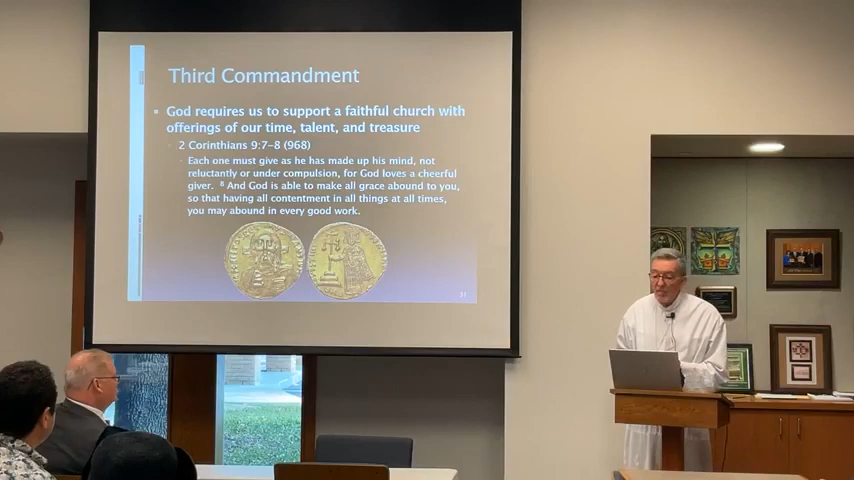 Third Commandment
God requires us to support a faithful church with
offerings of our time, talent, and treasure
2 Corinthians 9:7-8 (968)
Each one must give as he has made up his mind, not
reluctantly or under compulsion, for God loves a cheerful
giver. 8 And God is able to make all grace abound to you,
so that having all contentment in all things at all times,
you may abound in every good work.